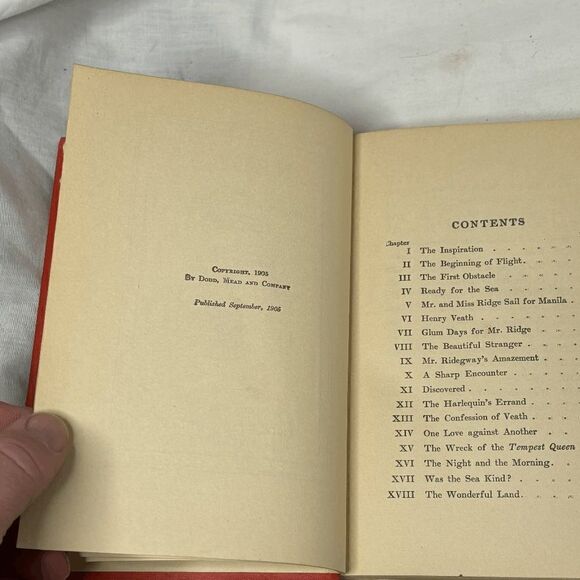 COPYRIGHT, 1905
BY DODD, MEAD AND COMPANY
Published September, 1905
CONTENTS
Chapter
I The Inspiration . . . . . .
II The Beginning of Flight . . . .
III The First Obstacle . . . . .
IV Ready for the Sea . . . . .
V Mr. and Miss Ridge Sail for Manila .
VI Henry Veath . . . . . .
VII Glum Days for Mr. Ridge . . . .
VIII The Beautiful Stranger . . . .
IX Mr. Ridgway's Amazement . . . .
X A Sharp Encounter . . . . .
XI Discovered . . . . . . .
XII The Harlequin's Errand . . . .
XIII The Confession of Veath . . . .
XIV One Love against Another . . .
XV The Wreck of the Tempest Queen .
XVI The Night and the Morning . . .
XVII Was the Sea Kind? . . . . .
XVIII The Wonderful Land . . . . .